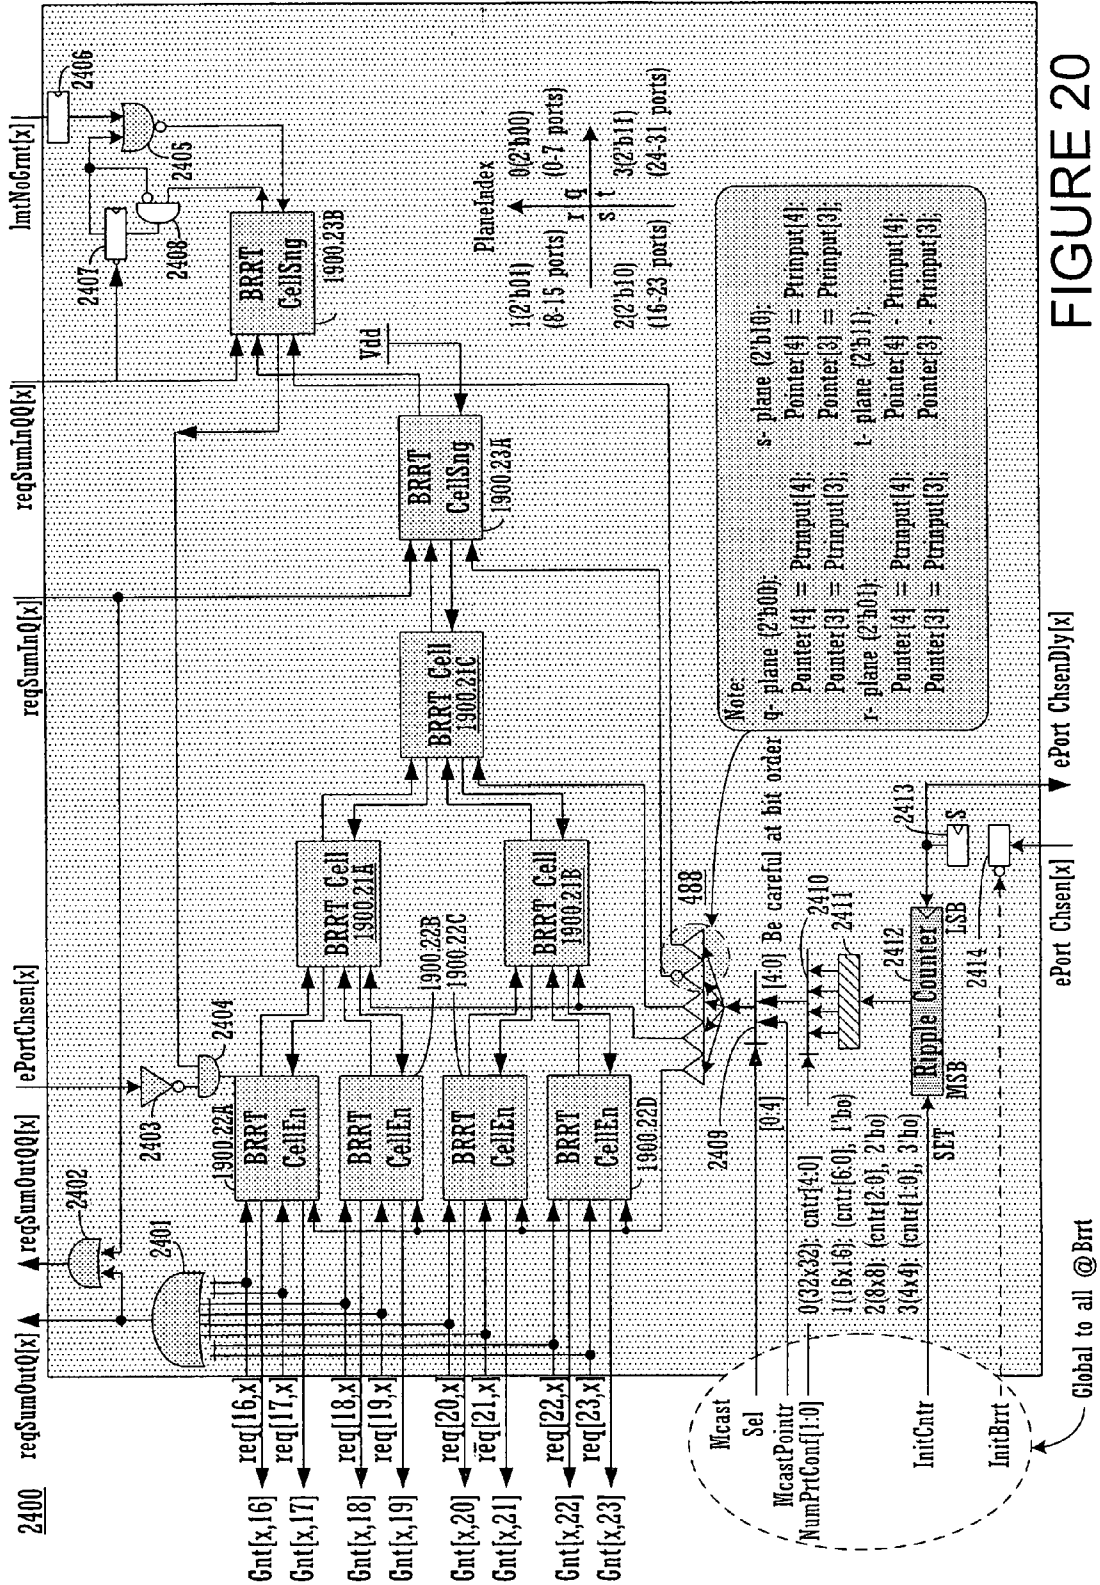 2400
reqSumOutQ[x]
reqSumOutQQ[x]
ePortChsen[x]
reqSumInQ[x]
reqSumInQQ[x]
lmtNoGrnt[x]
2401
2402
2403
2404
2405
2406
2407
2408
req[16,x]
Gnt[x,16]
req[17,x]
Gnt[x,17]
req[18,x]
Gnt[x,18]
req[19,x]
Gnt[x,19]
req[20,x]
Gnt[x,20]
req[21,x]
Gnt[x,21]
req[22,x]
Gnt[x,22]
req[23,x]
Gnt[x,23]
1900.22A
BRRT
CellEn
BRRT
CellEn
1900.22B
BRRT
CellEn
1900.22C
BRRT
CellEn
1900.22D
BRRT Cell
1900.21A
BRRT Cell
1900.21B
BRRT Cell
1900.21C
BRRT
CellSng
1900.23A
Vdd
BRRT
CellSng
1900.23B
PlaneIndex
1(2'b01)
(8-15 ports)
0(2'b00)
(0-7 ports)
r q
s t
2(2'b10)
(16-23 ports)
3(2'b11)
(24-31 ports)
488
Mcast
Sel
McastPointr
NumPrtConf[1:0]
2409
[0:4]
[4:0] Be careful at bit order
0(32x32); cntr[4:0]
1(16x16); (cntr[6:0], 1'bo)
2(8x8); (cntr[2:0], 2'bo)
3(4x4); (cntr[1:0], 3'bo)
2410
2411
2412
2413
2414
InitCntr
SET
MSB
Ripple Counter
LSB
S
InitBrrt
Global to all @Brrt
ePort Chsen[x]
ePort ChsenDly[x]
Note:
q- plane (2'b00):
Pointer[4] = Ptrinput[4];
Pointer[3] = Ptrinput[3];
r- plane (2'b01)
Pointer[4] = Ptrinput[4];
Pointer[3] = Ptrinput[3];
s- plane (2'b10):
Pointer[4] = Ptrinput[4];
Pointer[3] = Ptrinput[3];
t- plane (2'b11):
Pointer[4] - Ptrinput[4];
Pointer[3] - Ptrinput[3];
FIGURE 20